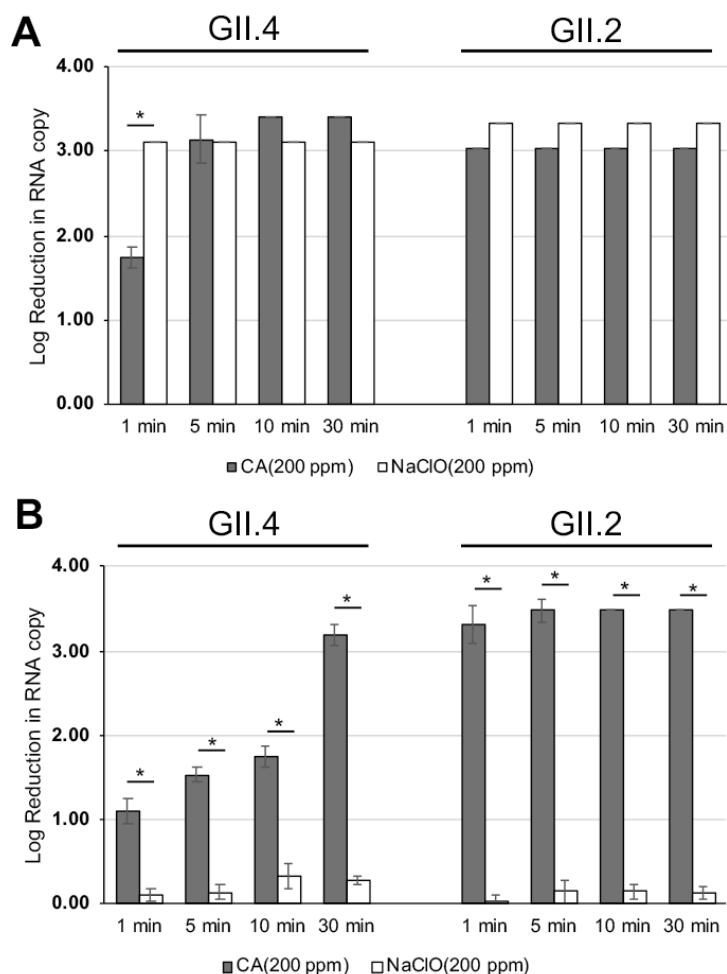 A
GII.4 GII.2
Log Reduction in RNA copy
4.00
3.00
2.00
1.00
0.00
*
1 min 5 min 10 min 30 min 1 min 5 min 10 min 30 min
CA(200 ppm) NaClO(200 ppm)
B
GII.4 GII.2
Log Reduction in RNA copy
4.00
3.00
2.00
1.00
0.00
* * * * * * * *
1 min 5 min 10 min 30 min 1 min 5 min 10 min 30 min
CA(200 ppm) NaClO(200 ppm)